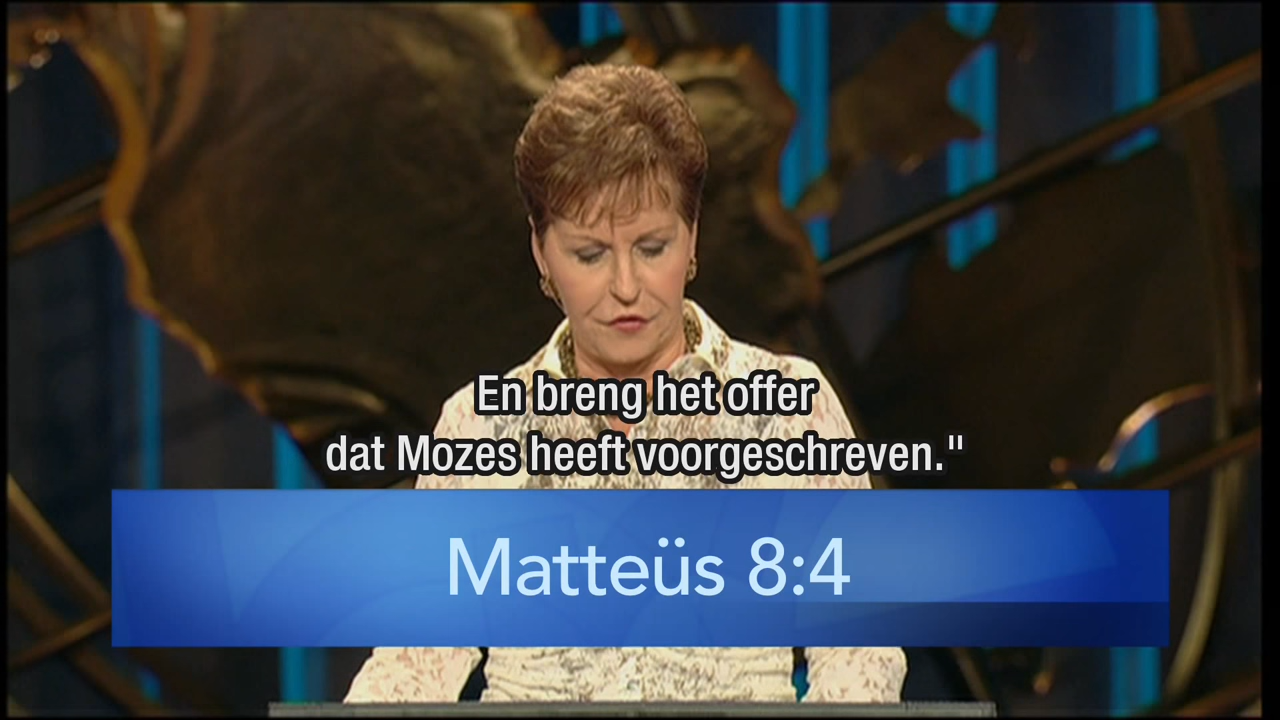 En breng het offer
dat Mozes heeft voorgeschreven."
Matteüs 8:4